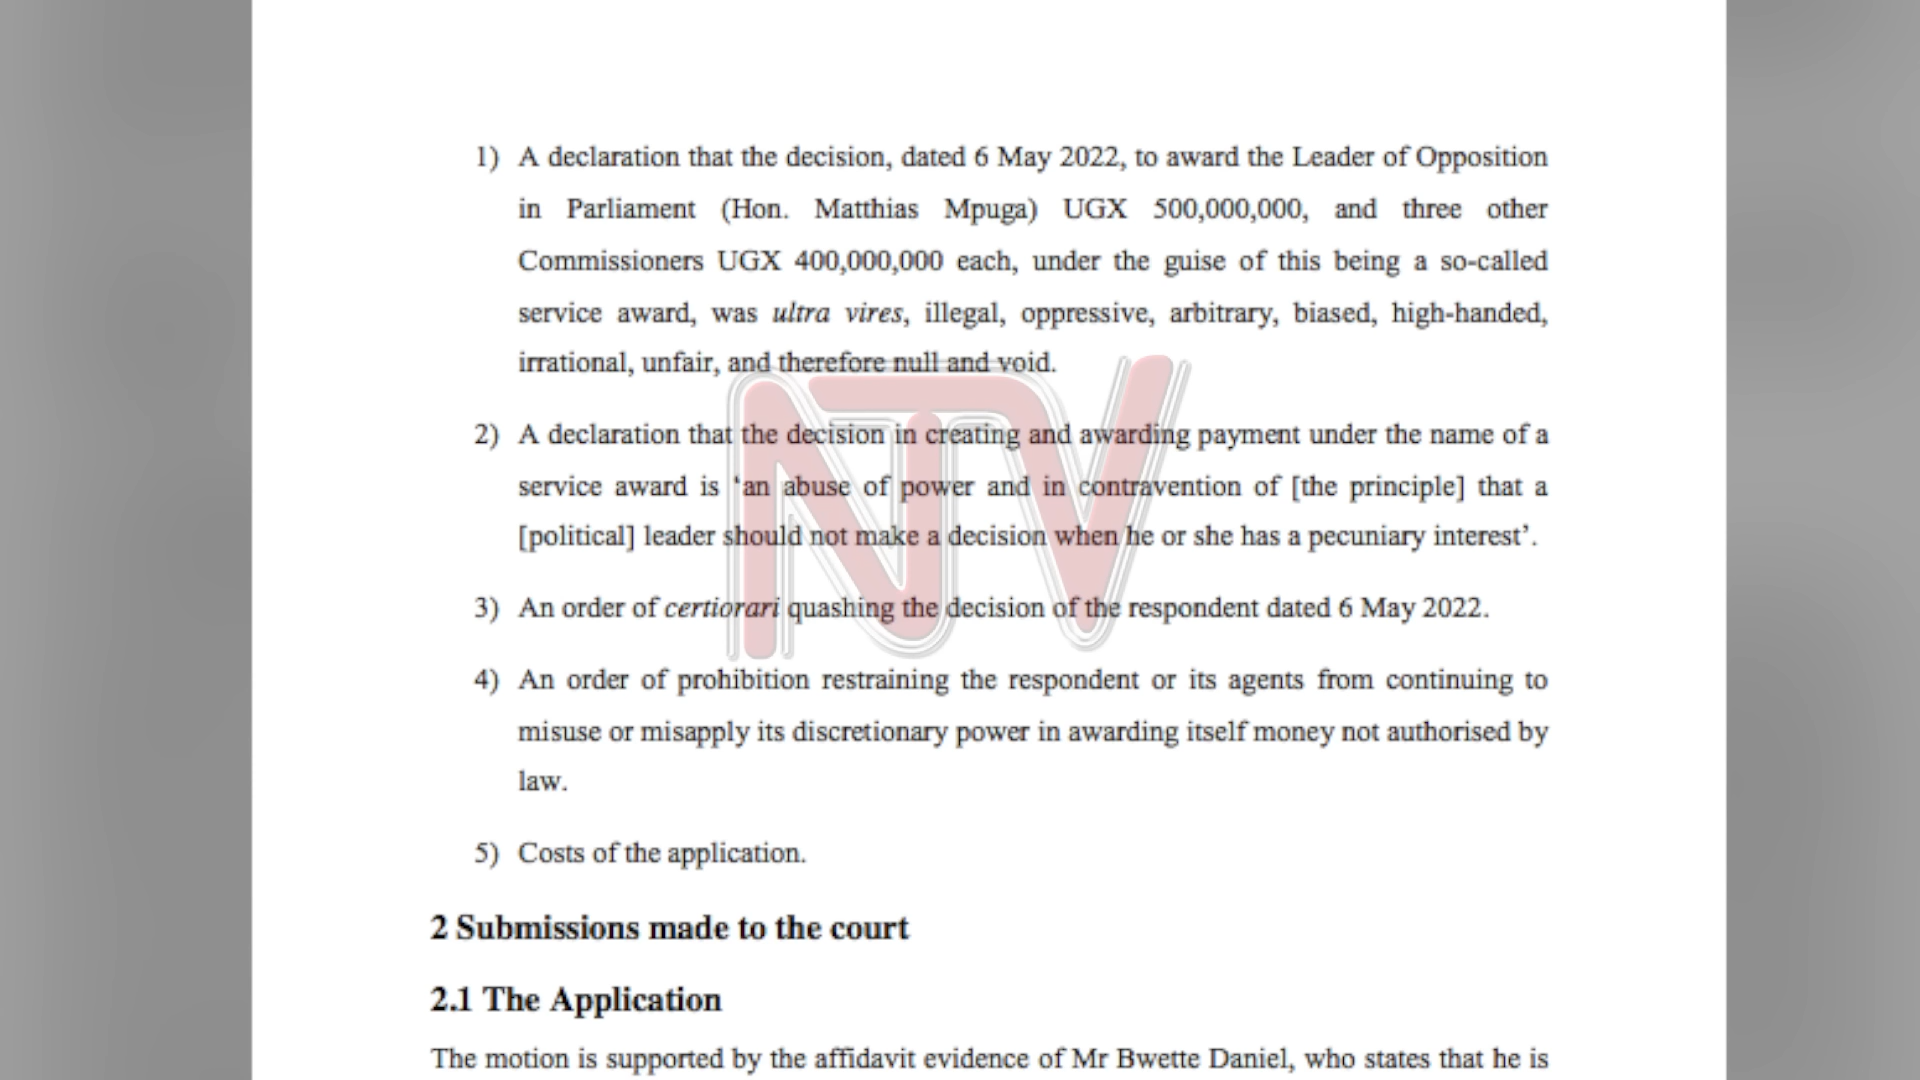 1) A declaration that the decision, dated 6 May 2022, to award the Leader of Opposition
in Parliament (Hon. Matthias Mpuga) UGX 500,000,000, and three other
Commissioners UGX 400,000,000 each, under the guise of this being a so-called
service award, was ultra vires, illegal, oppressive, arbitrary, biased, high-handed,
irrational, unfair, and therefore null and void.
2) A declaration that the decision in creating and awarding payment under the name of a
service award is ‘an abuse of power and in contravention of [the principle] that a
[political] leader should not make a decision when he or she has a pecuniary interest’.
3) An order of certiorari quashing the decision of the respondent dated 6 May 2022.
4) An order of prohibition restraining the respondent or its agents from continuing to
misuse or misapply its discretionary power in awarding itself money not authorised by
law.
5) Costs of the application.
2 Submissions made to the court
2.1 The Application
The motion is supported by the affidavit evidence of Mr Bwette Daniel, who states that he is
NTV